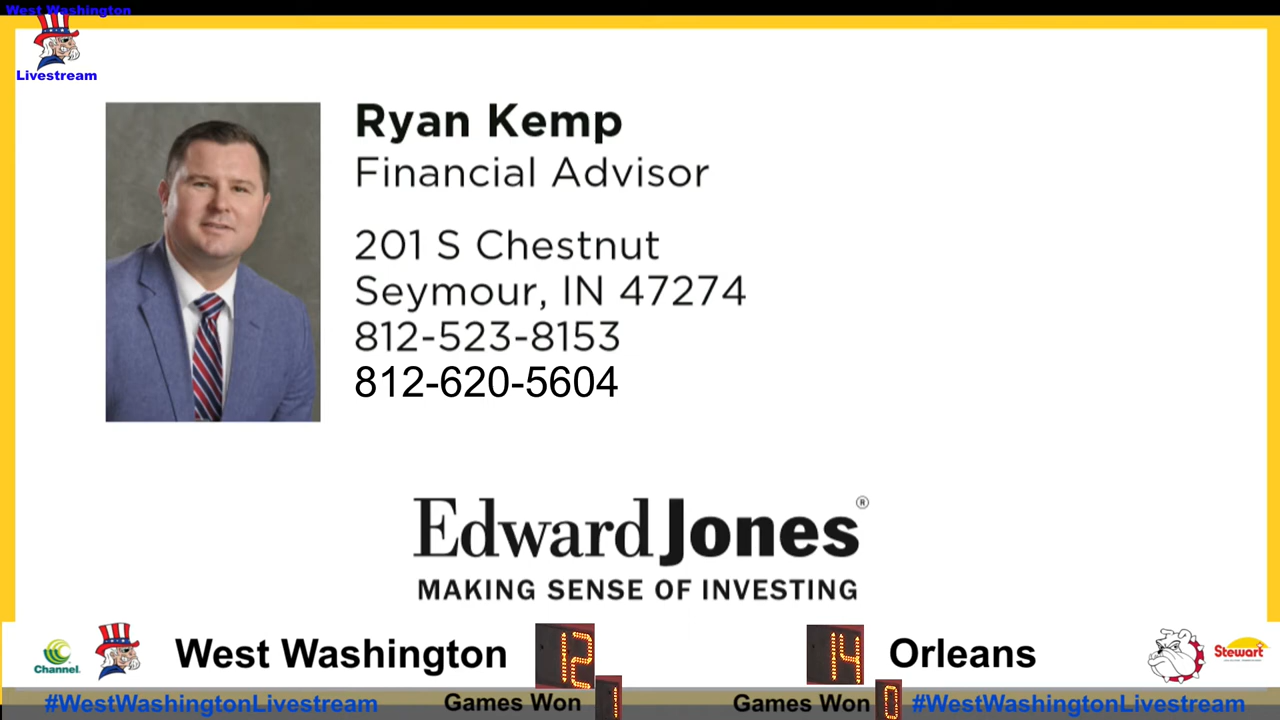 West Washington
Livestream
Ryan Kemp
Financial Advisor
201 S Chestnut
Seymour, IN 47274
812-523-8153
812-620-5604
Edward Jones®
MAKING SENSE OF INVESTING
Channel
West Washington 12 14 Orleans Stewart
#WestWashingtonLivestream Games Won 1 Games Won 0 #WestWashingtonLivestream